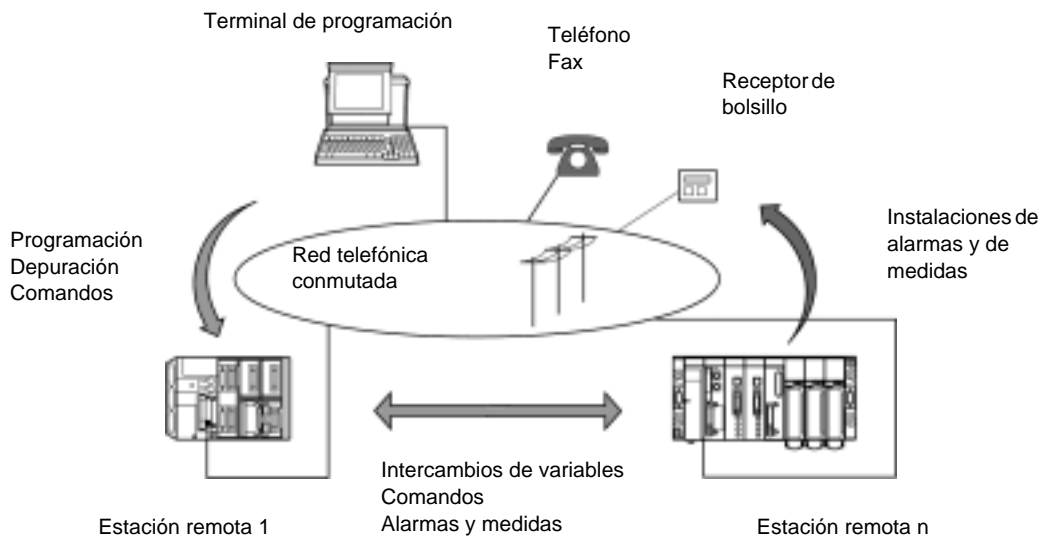 Terminal de programación
Teléfono
Fax
Receptor de
bolsillo
Programación
Depuración
Comandos
Red telefónica
conmutada
Instalaciones de
alarmas y de
medidas
Intercambios de variables
Comandos
Alarmas y medidas
Estación remota 1
Estación remota n